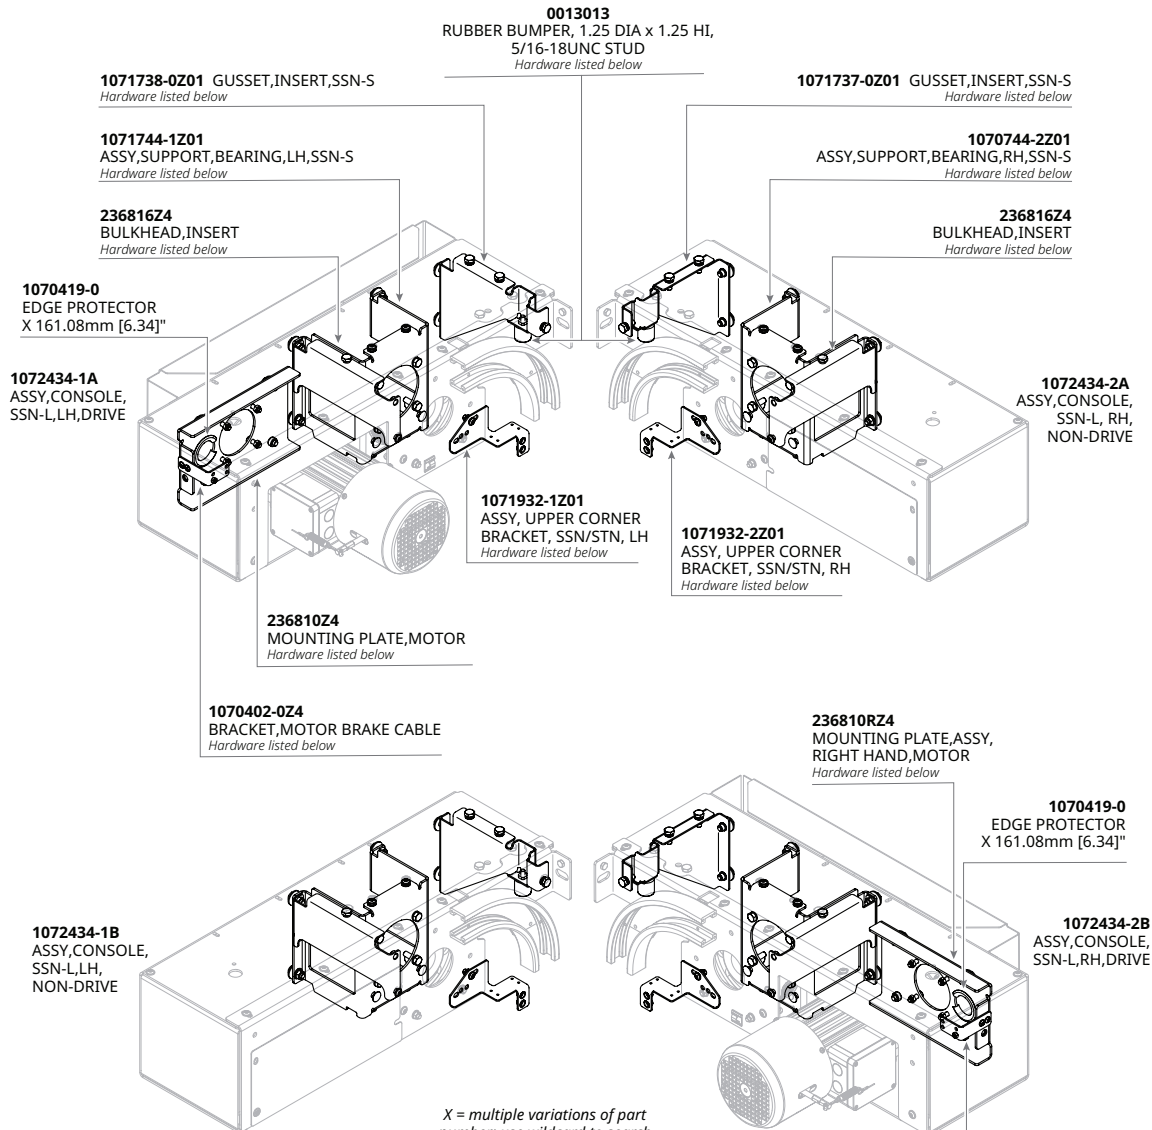 0013013
RUBBER BUMPER, 1.25 DIA x 1.25 HI,
5/16-18UNC STUD
Hardware listed below
1071738-0Z01 GUSSET,INSERT,SSN-S
Hardware listed below
1071737-0Z01 GUSSET,INSERT,SSN-S
Hardware listed below
1071744-1Z01
ASSY,SUPPORT,BEARING,LH,SSN-S
Hardware listed below
1070744-2Z01
ASSY,SUPPORT,BEARING,RH,SSN-S
Hardware listed below
236816Z4
BULKHEAD,INSERT
Hardware listed below
236816Z4
BULKHEAD,INSERT
Hardware listed below
1070419-0
EDGE PROTECTOR
X 161.08mm [6.34]"
1072434-1A
ASSY,CONSOLE,
SSN-L,LH,DRIVE
1072434-2A
ASSY,CONSOLE,
SSN-L, RH,
NON-DRIVE
1071932-1Z01
ASSY, UPPER CORNER
BRACKET, SSN/STN, LH
Hardware listed below
1071932-2Z01
ASSY, UPPER CORNER
BRACKET, SSN/STN, RH
Hardware listed below
236810Z4
MOUNTING PLATE,MOTOR
Hardware listed below
1070402-0Z4
BRACKET,MOTOR BRAKE CABLE
Hardware listed below
236810RZ4
MOUNTING PLATE,ASSY,
RIGHT HAND,MOTOR
Hardware listed below
1070419-0
EDGE PROTECTOR
X 161.08mm [6.34]"
1072434-1B
ASSY,CONSOLE,
SSN-L,LH,
NON-DRIVE
1072434-2B
ASSY,CONSOLE,
SSN-L,RH,DRIVE
X = multiple variations of part